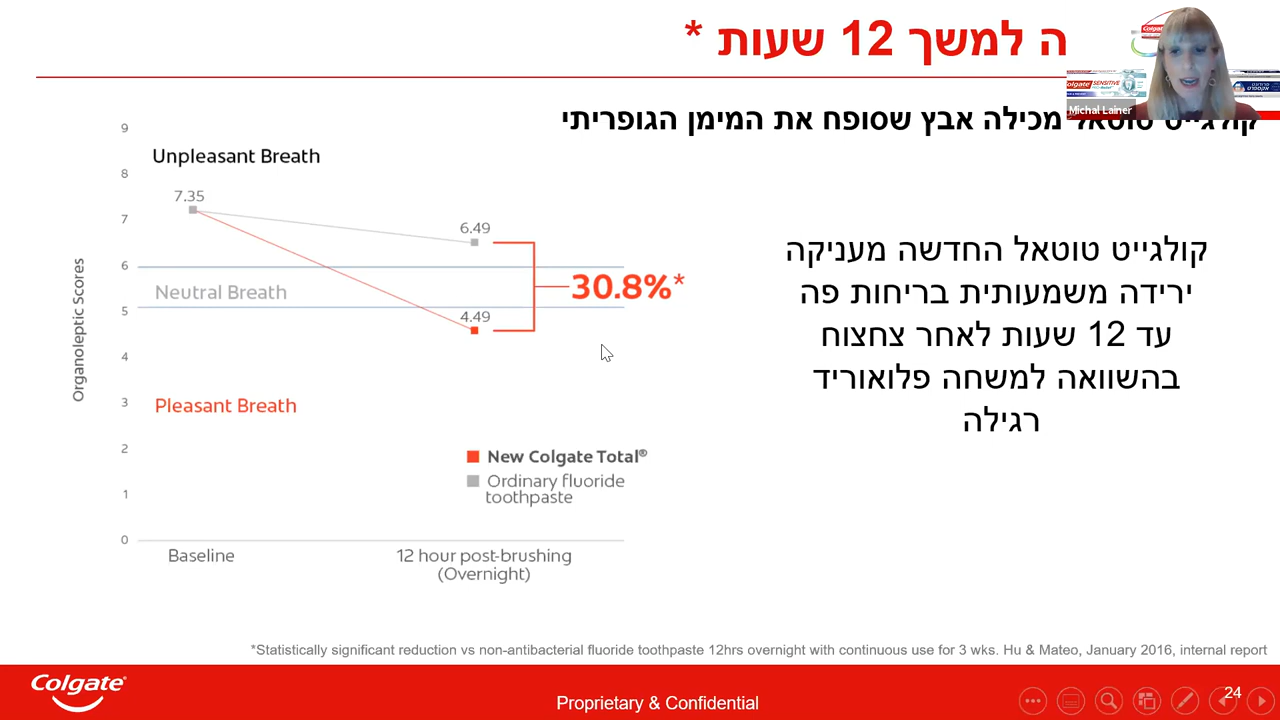 ה למשך 12 שעות *
Colgate
Colgate SENSITIVE
Michal Lainer
קולגייט טוטאל מכילה אבץ שסופח את המימן הגופריתי
9
8
7
6
5
4
3
2
1
0
Organoleptic Scores
Unpleasant Breath
7.35
6.49
Neutral Breath
30.8%*
4.49
Pleasant Breath
New Colgate Total®
Ordinary fluoride
toothpaste
Baseline
12 hour post-brushing
(Overnight)
קולגייט טוטאל החדשה מעניקה
ירידה משמעותית בריחות פה
עד 12 שעות לאחר צחצוח
בהשוואה למשחה פלואוריד
רגילה
*Statistically significant reduction vs non-antibacterial fluoride toothpaste 12hrs overnight with continuous use for 3 wks. Hu & Mateo, January 2016, internal report
Colgate®
Proprietary & Confidential
24